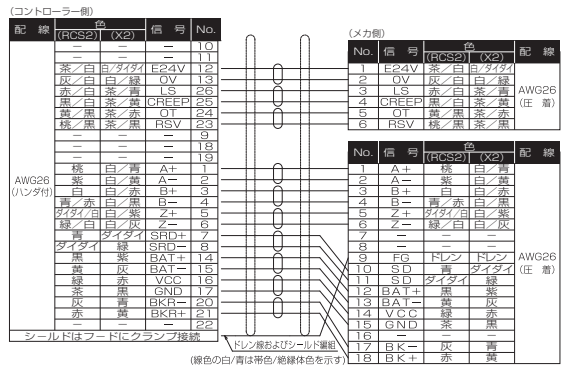 (コントローラー側)
配 線 色 信 号 No.
(RCS2) (X2)
－ － － 10
－ － － 11
茶／白 白／ダイダイ E24V 12
灰／白 白／緑 0V 13
赤／白 茶／青 LS 26
黒／白 茶／黄 CREEP 25
黄／黒 茶／赤 OT 24
桃／黒 茶／黒 RSV 23
－ － － 9
－ － － 18
－ － － 19
桃 白／青 A+ 1
紫 白／黄 A－ 2
白 白／赤 B+ 3
青／赤 白／黒 B－ 4
ダイダイ／白 白／紫 Z+ 5
緑／白 白／灰 Z－ 6
青 ダイダイ SRD+ 7
ダイダイ 緑 SRD－ 8
黒 紫 BAT+ 14
黄 灰 BAT－ 15
緑 赤 VCC 16
茶 黒 GND 17
灰 青 BKR－ 20
赤 黄 BKR+ 21
－ － － 22
AWG26
(ハンダ付)
シールドはフードにクランプ接続
(メカ側)
No. 信 号 色 配 線
(RCS2) (X2)
1 E24V 茶／白 白／ダイダイ
2 0V 灰／白 白／緑
3 LS 赤／白 茶／青
4 CREEP 黒／白 茶／黄
5 OT 黄／黒 茶／赤
6 RSV 桃／黒 茶／黒
AWG26
(圧 着)
No. 信 号 色 配 線
(RCS2) (X2)
1 A+ 桃 白／青
2 A－ 紫 白／黄
3 B+ 白 白／赤
4 B－ 青／赤 白／黒
5 Z+ ダイダイ／白 白／紫
6 Z－ 緑／白 白／灰
7 － － －
8 － － －
9 FG ドレン ドレン
10 SD 青 ダイダイ
11 SD ダイダイ 緑
12 BAT+ 黒 紫
13 BAT－ 黄 灰
14 VCC 緑 赤
15 GND 茶 黒
16 － － －
17 BK－ 灰 青
18 BK+ 赤 黄
AWG26
(圧 着)
ドレン線およびシールド編組
(線色の白/青は帯色/絶縁体色を示す)